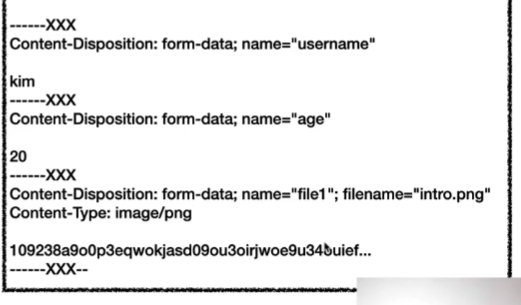 ------XXX
Content-Disposition: form-data; name="username"
kim
------XXX
Content-Disposition: form-data; name="age"
20
------XXX
Content-Disposition: form-data; name="file1"; filename="intro.png"
Content-Type: image/png
109238a9o0p3eqwokjasd09ou3oirjwoe9u34ouief...
------XXX--